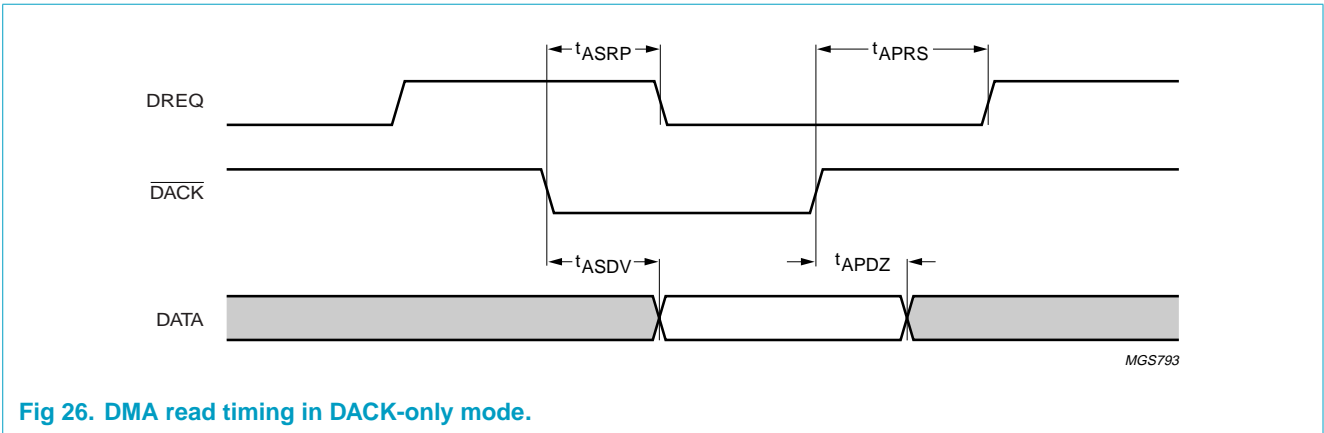 tASRP
tAPRS
DREQ
DACK
tASDV
tAPDZ
DATA
MGS793
Fig 26. DMA read timing in DACK-only mode.